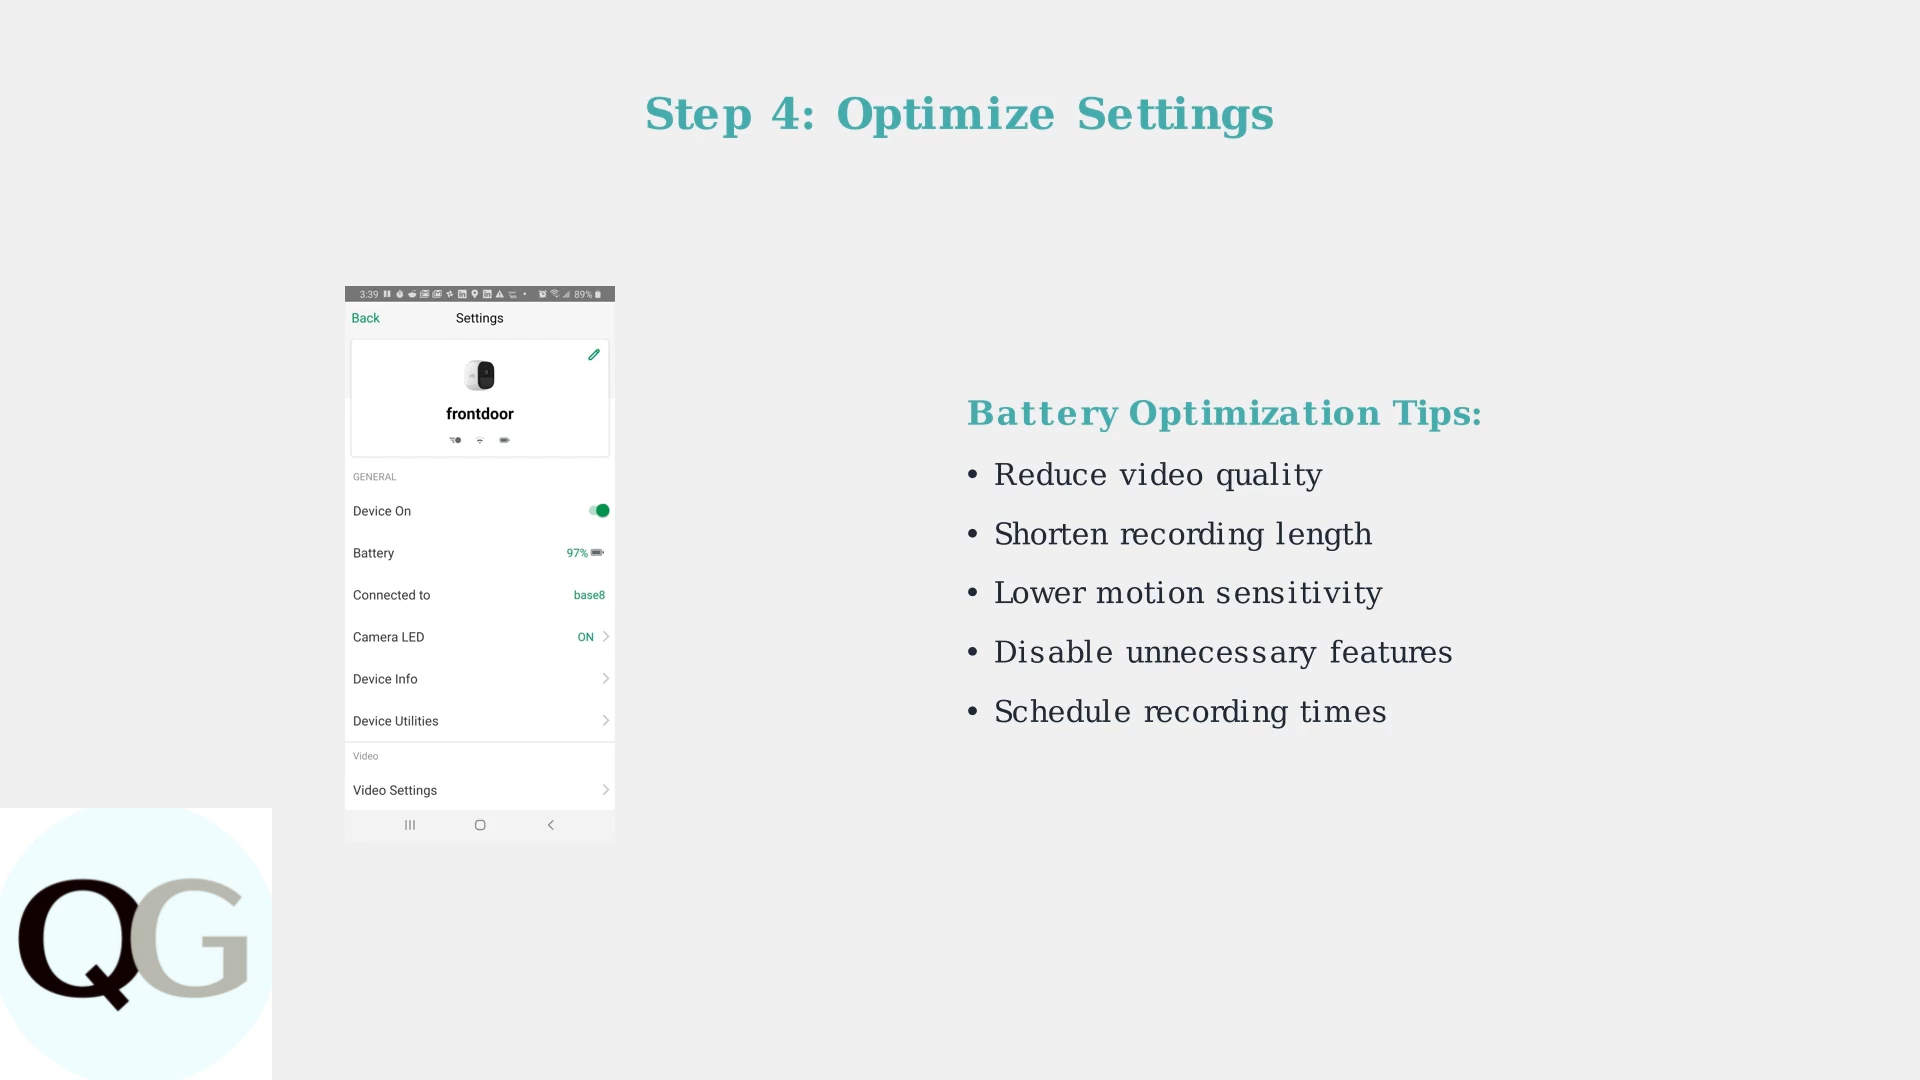 Step 4: Optimize Settings
3:39
89%
Back
Settings
frontdoor
GENERAL
Device On
Battery
97%
Connected to
base8
Camera LED
ON
Device Info
Device Utilities
Video
Video Settings
Battery Optimization Tips:
• Reduce video quality
• Shorten recording length
• Lower motion sensitivity
• Disable unnecessary features
• Schedule recording times
QG